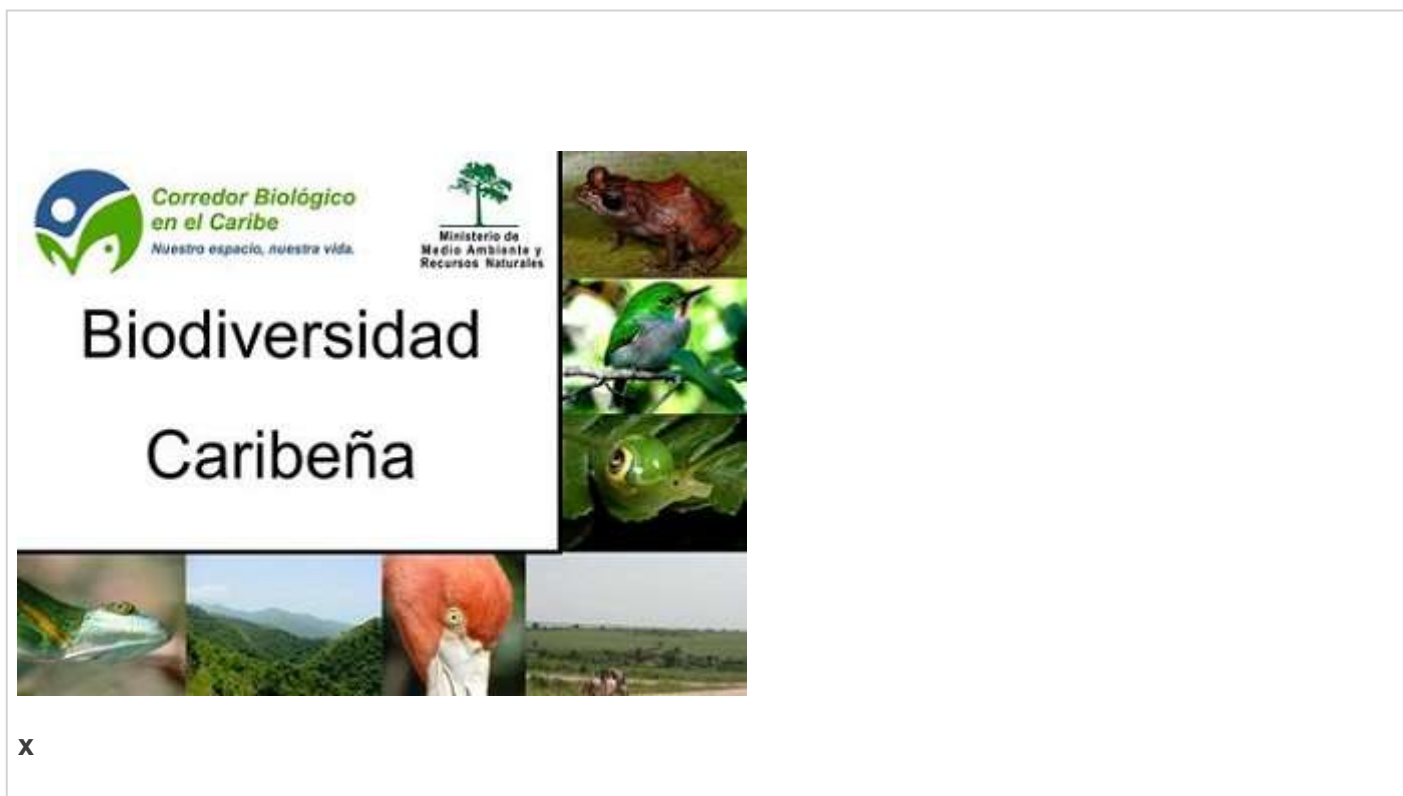 Corredor Biológico
en el Caribe
Nuestro espacio, nuestra vida.
Ministerio de
Medio Ambiente y
Recursos Naturales
Biodiversidad
Caribeña
x